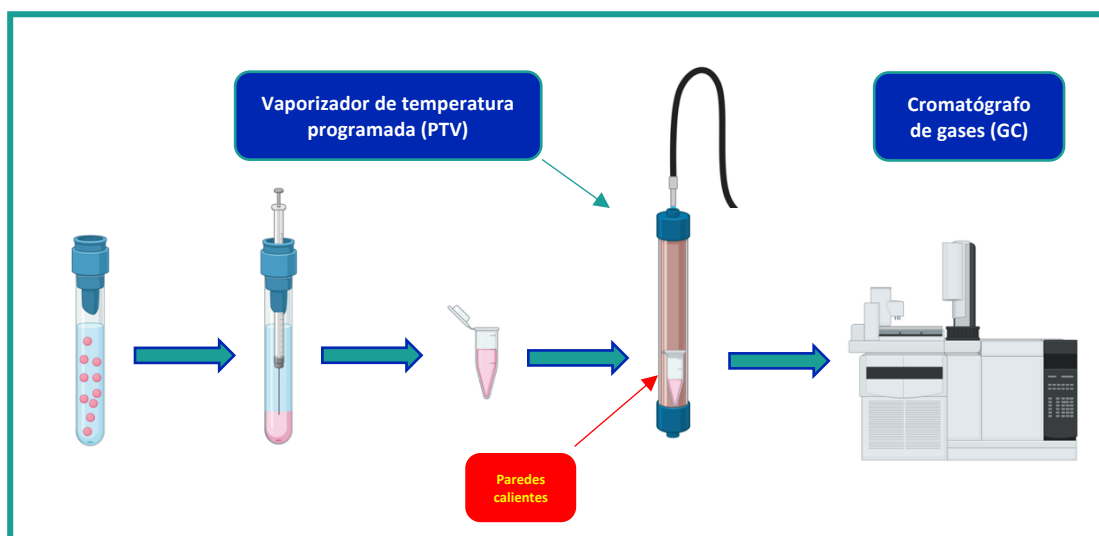 Vaporizador de temperatura
programada (PTV)
Cromatógrafo
de gases (GC)
Paredes
calientes